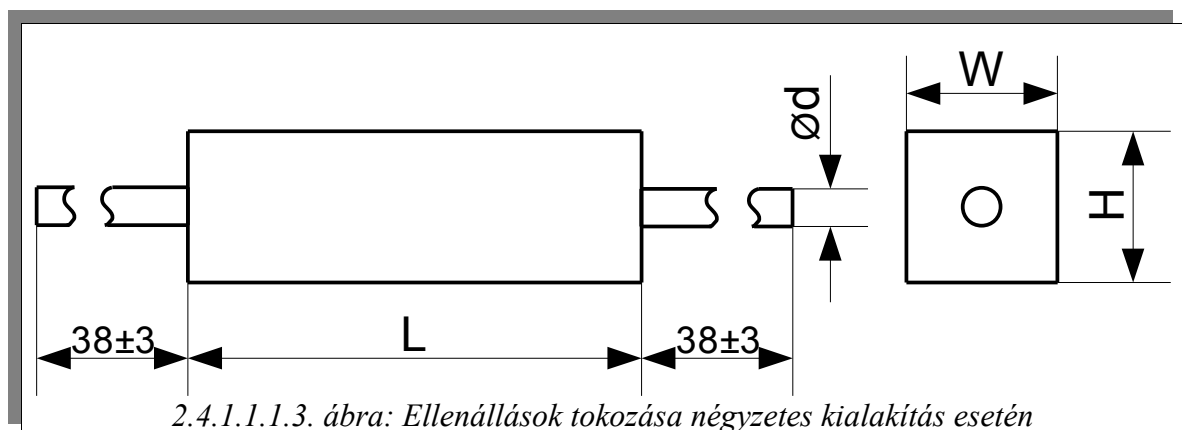 W
ød
H
38±3
L
38±3
2.4.1.1.1.3. ábra: Ellenállások tokozása négyzetes kialakítás esetén